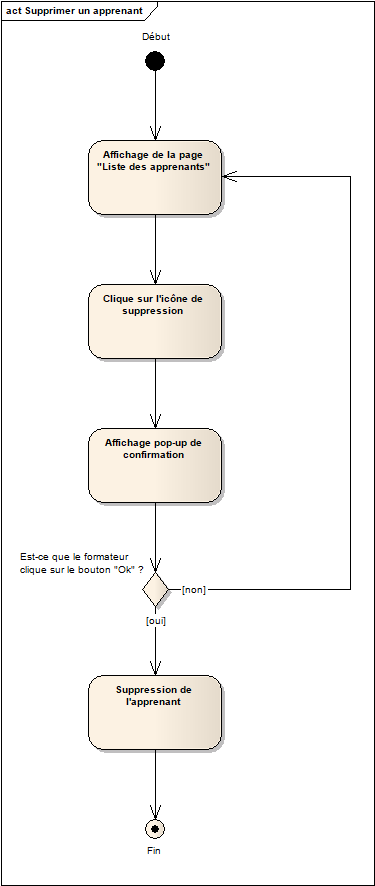 act Supprimer un apprenant
Début
Affichage de la page
"Liste des apprenants"
Clique sur l'icône de
suppression
Affichage pop-up de
confirmation
Est-ce que le formateur
clique sur le bouton "Ok" ?
[non]
[oui]
Suppression de
l'apprenant
Fin